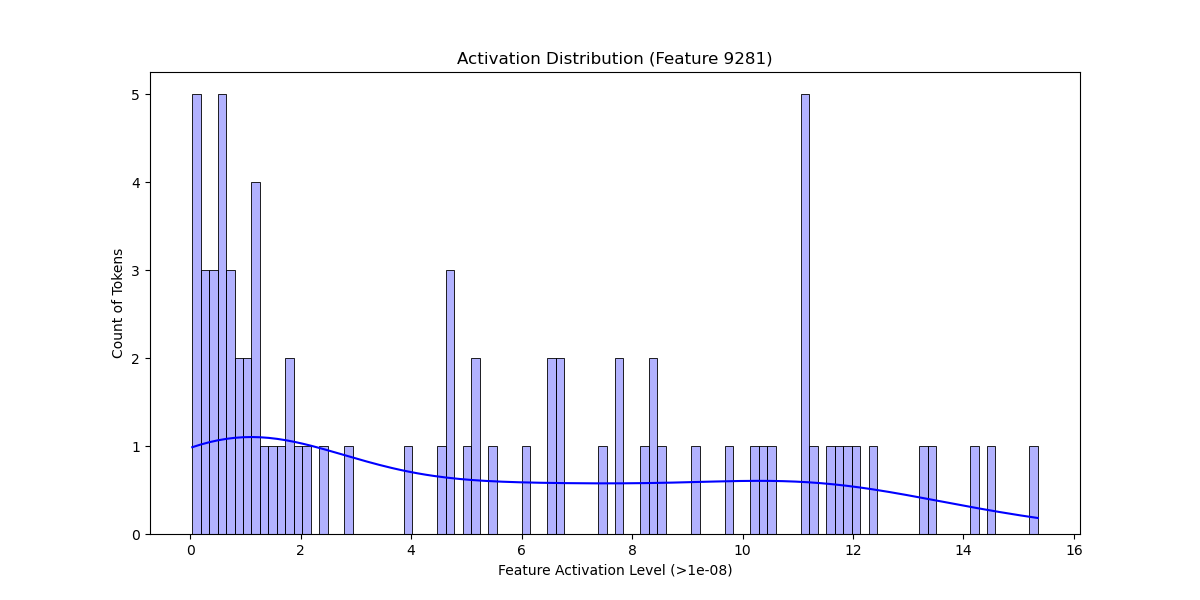 Activation Distribution (Feature 9281)
5
4
3
2
1
0
Count of Tokens
0 2 4 6 8 10 12 14 16
Feature Activation Level (>1e-08)